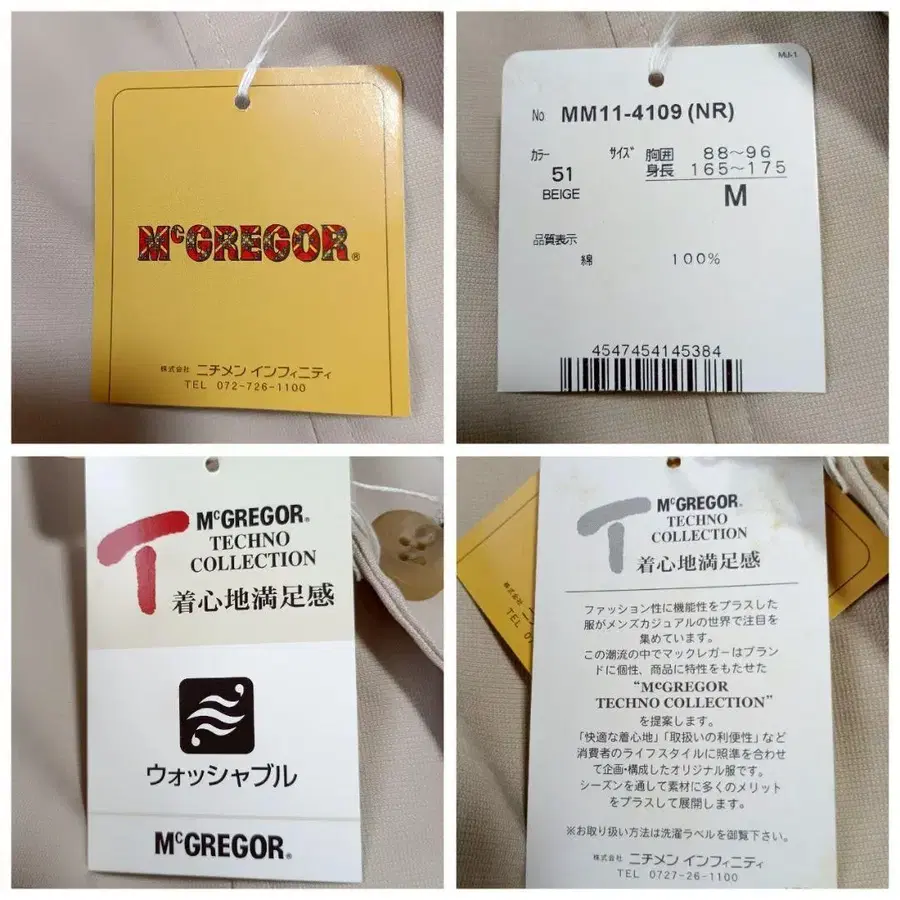 McGREGOR®
株式会社 ニチメン インフィニティ
TEL 072-726-1100
MJ-1
No MM11-4109 (NR)
カラー サイズ 胸囲 88～96
51 身長 165～175
BEIGE M
品質表示
綿 100%
4547454145384
McGREGOR®
TECHNO
COLLECTION
着心地満足感
ウォッシャブル
McGREGOR®
McGREGOR®
TECHNO
COLLECTION
着心地満足感
株式会社 ニ
TEL 07
ファッション性に機能性をプラスした
服がメンズカジュアルの世界で注目を
集めています。
この潮流の中でマックレガーはブラン
ドに個性、商品に特性をもたせた
“McGREGOR
TECHNO COLLECTION”
を提案します。
「快適な着心地」「取扱いの利便性」など
消費者のライフスタイルに照準を合わせ
て企画・構成したオリジナル服です。
シーズンを通して素材に多くのメリット
をプラスして展開します。
※お取り扱い方法は洗濯ラベルを御覧下さい。
株式会社 ニチメン インフィニティ
TEL 0727-26-1100